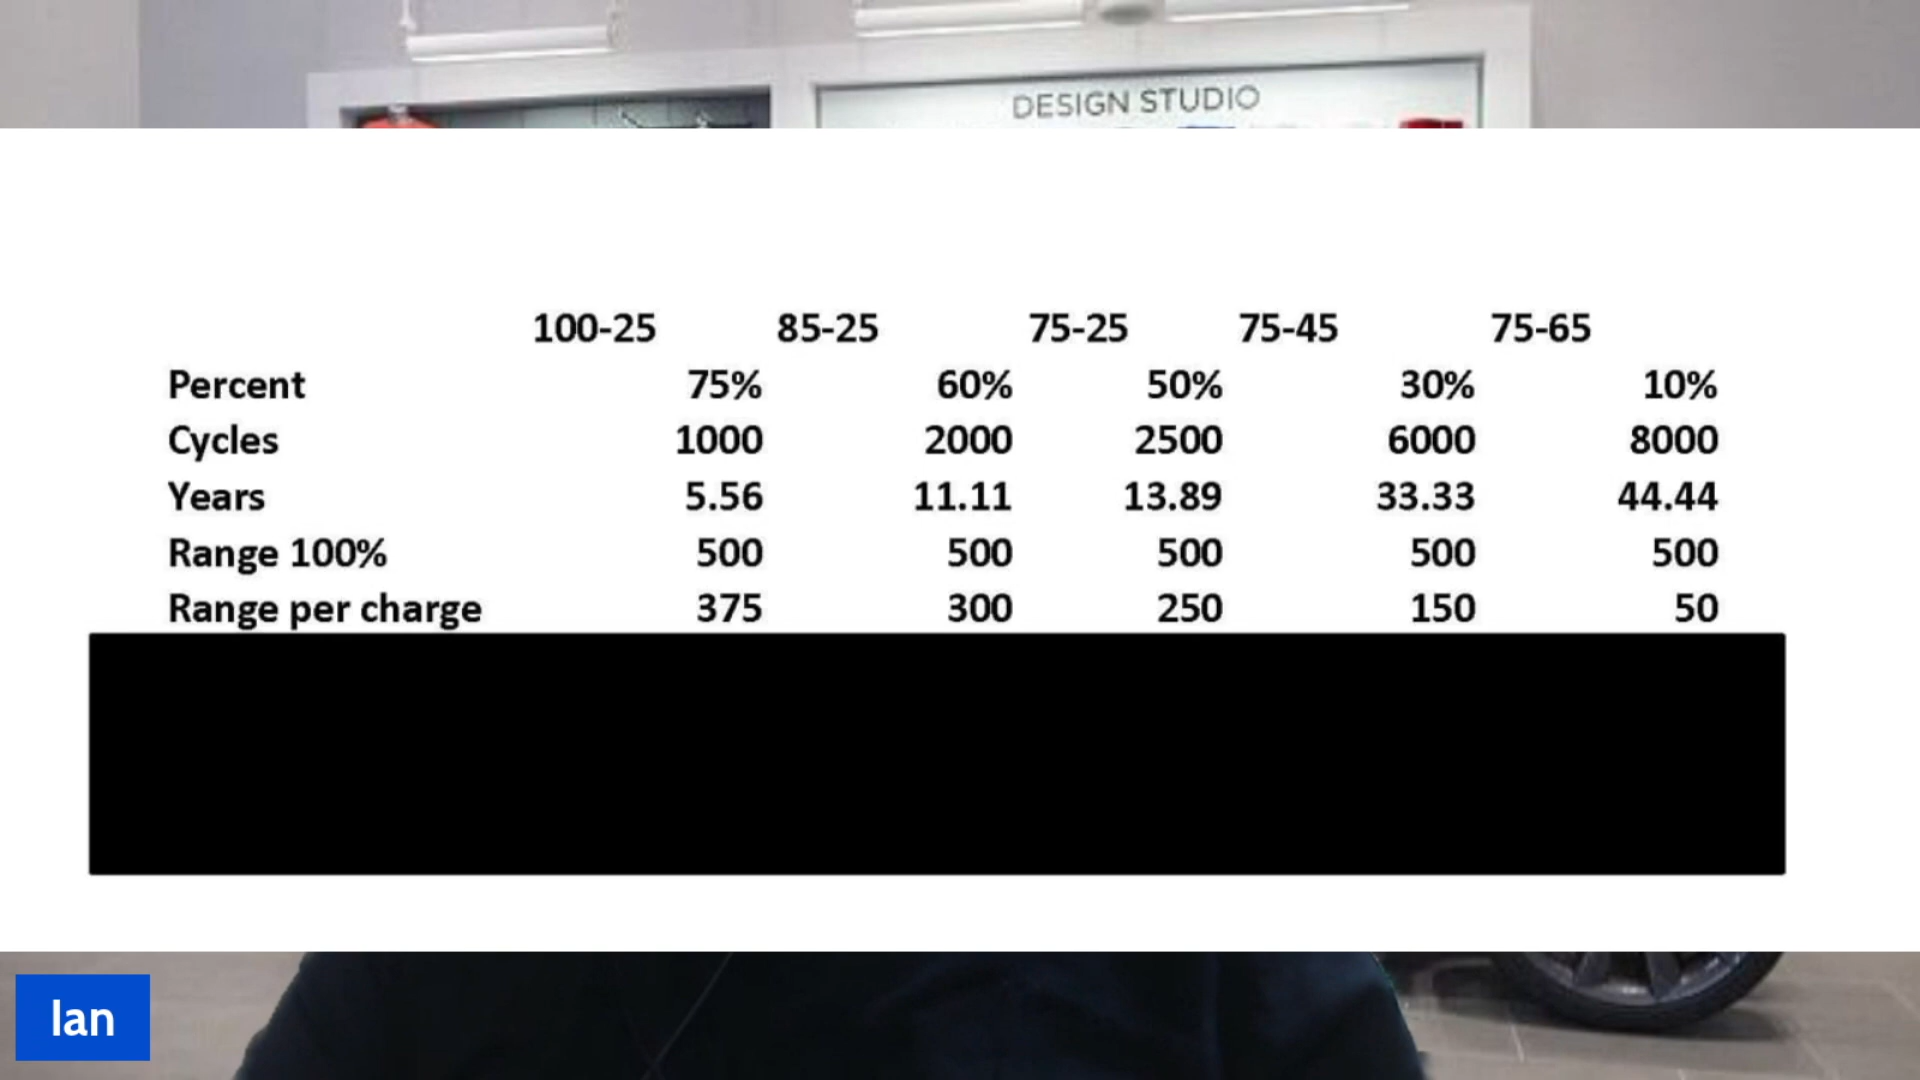 DESIGN STUDIO
100-25 85-25 75-25 75-45 75-65
Percent 75% 60% 50% 30% 10%
Cycles 1000 2000 2500 6000 8000
Years 5.56 11.11 13.89 33.33 44.44
Range 100% 500 500 500 500 500
Range per charge 375 300 250 150 50
Ian